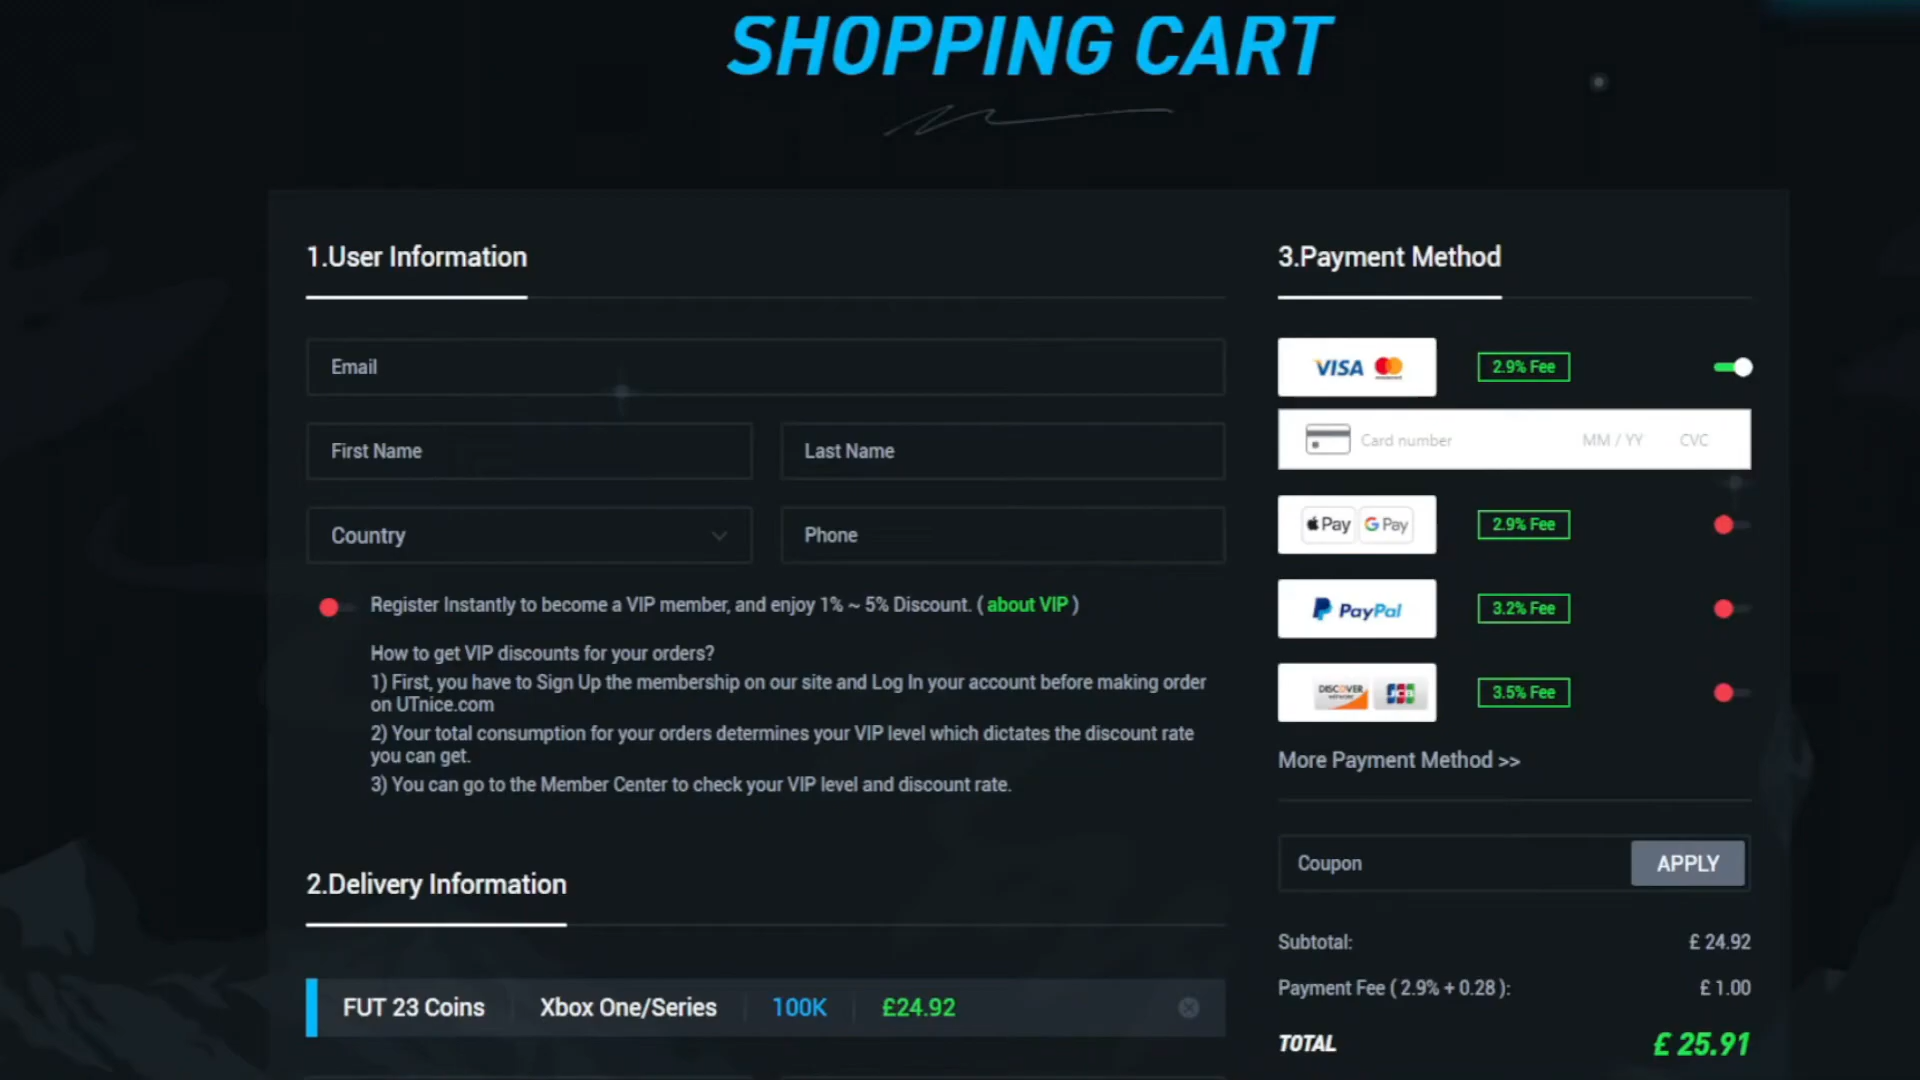 SHOPPING CART
1.User Information
Email
First Name
Last Name
Country
Phone
Register Instantly to become a VIP member, and enjoy 1% ~ 5% Discount. ( about VIP )
How to get VIP discounts for your orders?
1) First, you have to Sign Up the membership on our site and Log In your account before making order
on UTnice.com
2) Your total consumption for your orders determines your VIP level which dictates the discount rate
you can get.
3) You can go to the Member Center to check your VIP level and discount rate.
2.Delivery Information
FUT 23 Coins Xbox One/Series 100K £24.92
3.Payment Method
VISA 2.9% Fee
Card number MM / YY CVC
Pay G Pay 2.9% Fee
PayPal 3.2% Fee
DISCOVER JCB 3.5% Fee
More Payment Method >>
Coupon APPLY
Subtotal: £ 24.92
Payment Fee ( 2.9% + 0.28 ): £ 1.00
TOTAL £ 25.91